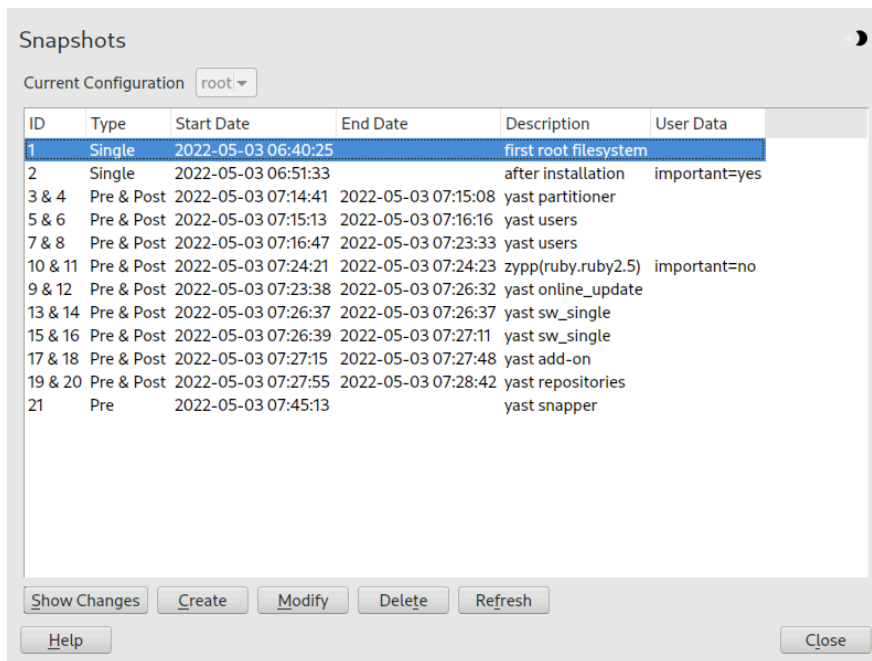 Snapshots
Current Configuration root
ID Type Start Date End Date Description User Data
1 Single 2022-05-03 06:40:25 first root filesystem
2 Single 2022-05-03 06:51:33 after installation important=yes
3 & 4 Pre & Post 2022-05-03 07:14:41 2022-05-03 07:15:08 yast partitioner
5 & 6 Pre & Post 2022-05-03 07:15:13 2022-05-03 07:16:16 yast users
7 & 8 Pre & Post 2022-05-03 07:16:47 2022-05-03 07:23:33 yast users
10 & 11 Pre & Post 2022-05-03 07:24:21 2022-05-03 07:24:23 zypp(ruby.ruby2.5) important=no
9 & 12 Pre & Post 2022-05-03 07:23:38 2022-05-03 07:26:32 yast online_update
13 & 14 Pre & Post 2022-05-03 07:26:37 2022-05-03 07:26:37 yast sw_single
15 & 16 Pre & Post 2022-05-03 07:26:39 2022-05-03 07:27:11 yast sw_single
17 & 18 Pre & Post 2022-05-03 07:27:15 2022-05-03 07:27:48 yast add-on
19 & 20 Pre & Post 2022-05-03 07:27:55 2022-05-03 07:28:42 yast repositories
21 Pre 2022-05-03 07:45:13 yast snapper
Show Changes Create Modify Delete Refresh
Help Close